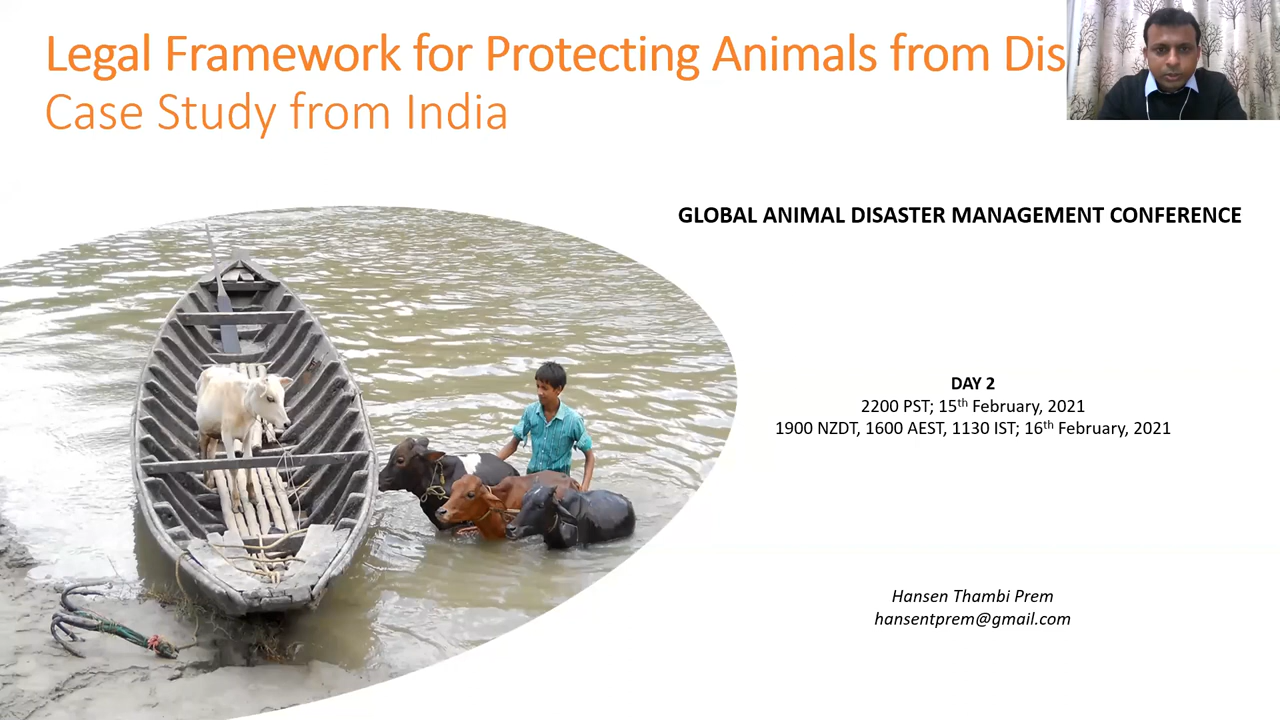 Legal Framework for Protecting Animals from Dis
Case Study from India
GLOBAL ANIMAL DISASTER MANAGEMENT CONFERENCE
DAY 2
2200 PST; 15th February, 2021
1900 NZDT, 1600 AEST, 1130 IST; 16th February, 2021
Hansen Thambi Prem
hansentprem@gmail.com